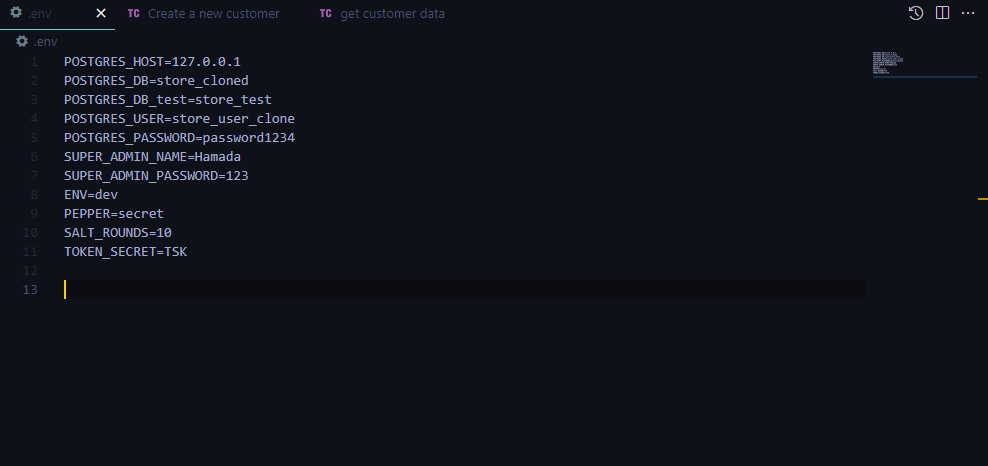 .env
TC Create a new customer
TC get customer data
.env
1 POSTGRES_HOST=127.0.0.1
2 POSTGRES_DB=store_cloned
3 POSTGRES_DB_test=store_test
4 POSTGRES_USER=store_user_clone
5 POSTGRES_PASSWORD=password1234
6 SUPER_ADMIN_NAME=Hamada
7 SUPER_ADMIN_PASSWORD=123
8 ENV=dev
9 PEPPER=secret
10 SALT_ROUNDS=10
11 TOKEN_SECRET=TSK
12
13